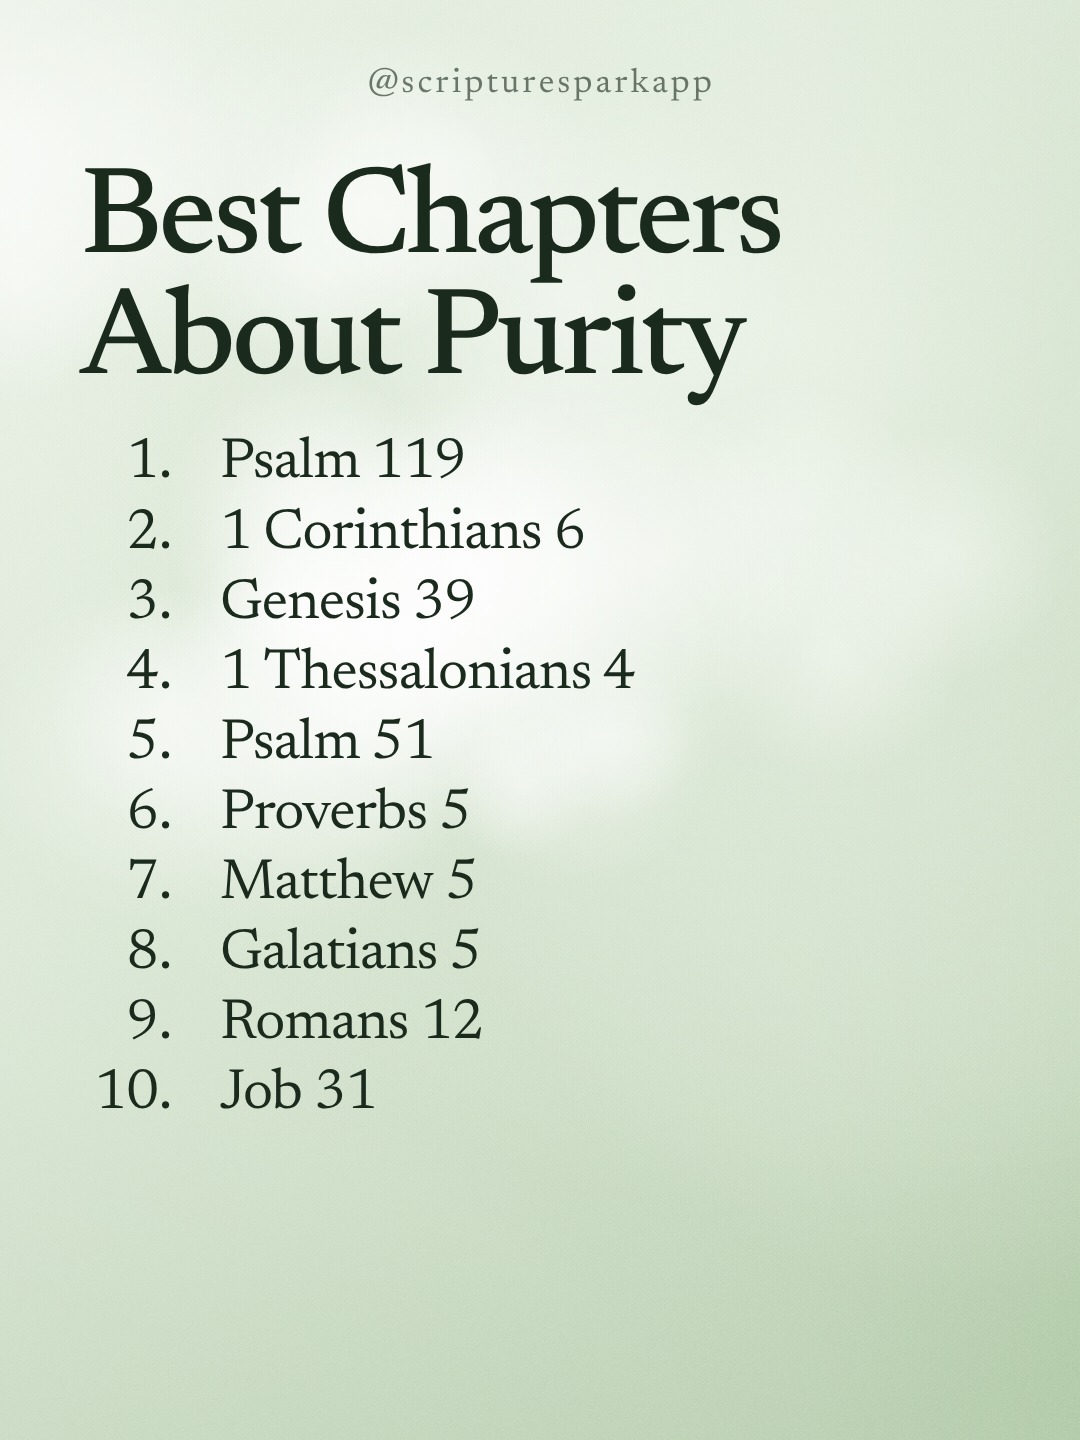 @scripturesparkapp
Best Chapters
About Purity
1. Psalm 119
2. 1 Corinthians 6
3. Genesis 39
4. 1 Thessalonians 4
5. Psalm 51
6. Proverbs 5
7. Matthew 5
8. Galatians 5
9. Romans 12
10. Job 31